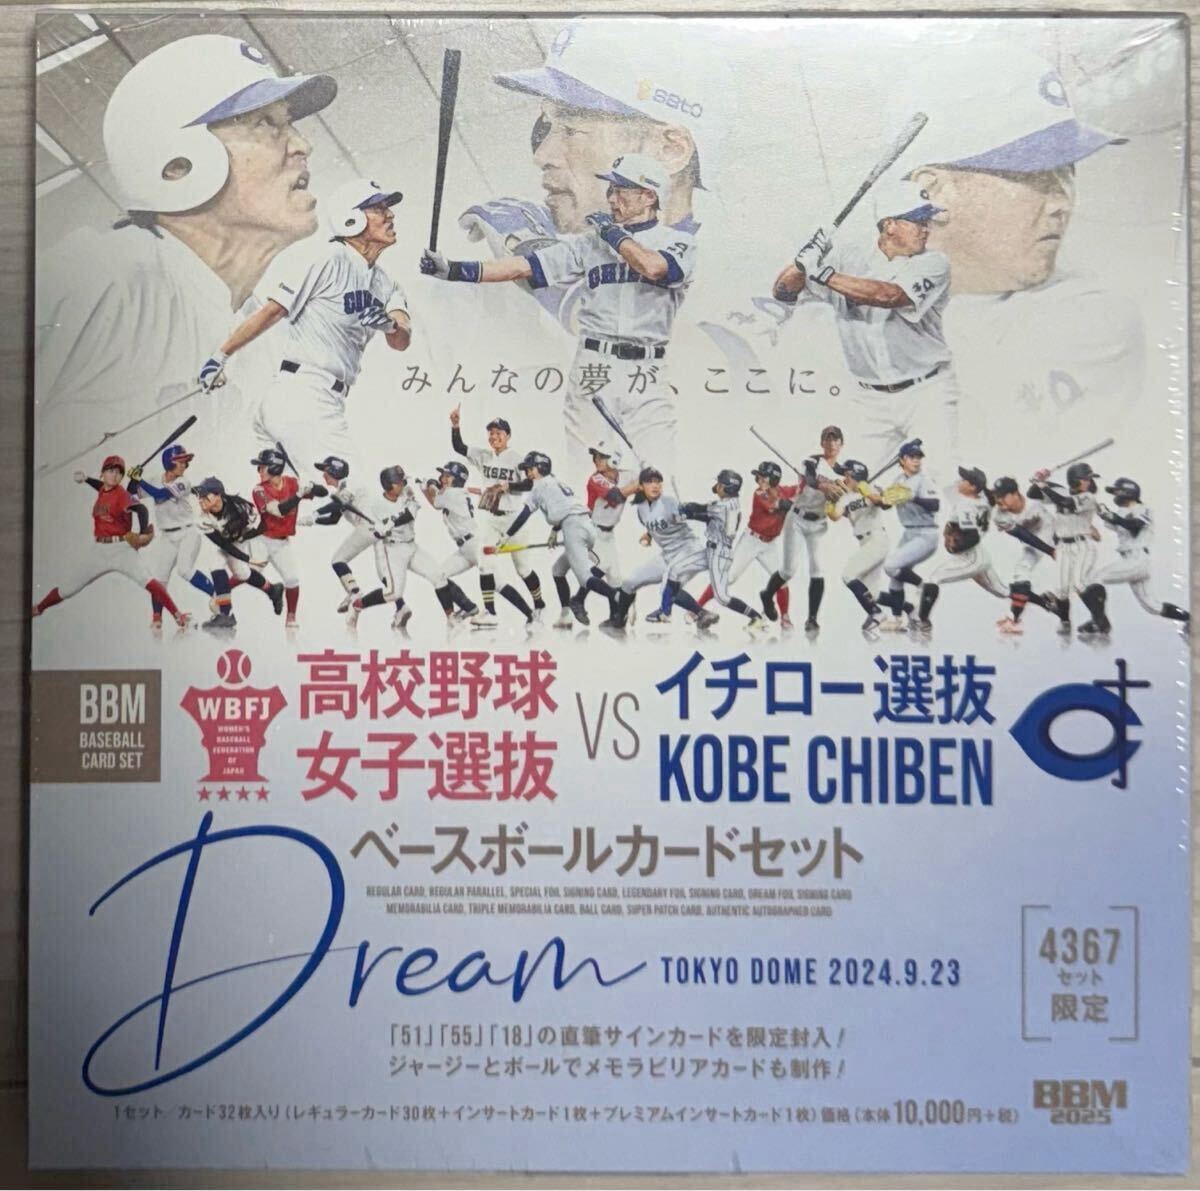 sato
CHIBEN
みんなの夢が、ここに。
BBM
BASEBALL
CARD SET
WBFJ
WOMEN'S
BASEBALL
FEDERATION
OF
JAPAN
高校野球
女子選抜
VS
イチロー選抜
KOBE CHIBEN
ベースボールカードセット
REGULAR CARD, REGULAR PARALLEL, SPECIAL FOIL SIGNING CARD, LEGENDARY FOIL SIGNING CARD, DREAM FOIL SIGNING CARD
MEMORABILIA CARD, TRIPLE MEMORABILIA CARD, BALL CARD, SUPER PATCH CARD, AUTHENTIC AUTOGRAPHED CARD
Dream
TOKYO DOME 2024.9.23
4367
セット
限定
「51」「55」「18」の直筆サインカードを限定封入！
ジャージーとボールでメモラビリアカードも制作！
1セット／カード32枚入り（レギュラーカード30枚＋インサートカード1枚＋プレミアムインサートカード1枚）価格（本体10,000円＋税）
BBM
2025